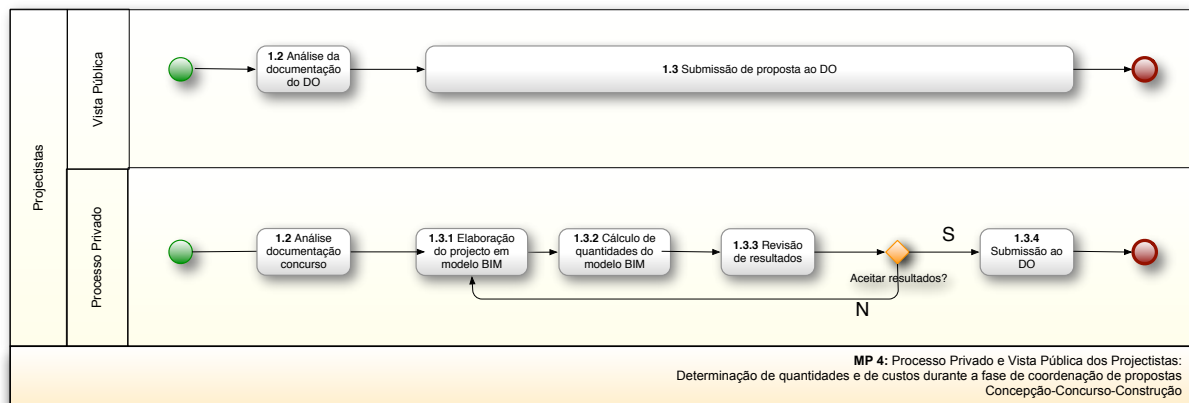 Projectistas
Vista Pública
1.2 Análise da
documentação
do DO
1.3 Submissão de proposta ao DO
Processo Privado
1.2 Análise
documentação
concurso
1.3.1 Elaboração
do projecto em
modelo BIM
1.3.2 Cálculo de
quantidades do
modelo BIM
1.3.3 Revisão
de resultados
Aceitar resultados?
S
N
1.3.4
Submissão ao
DO
MP 4: Processo Privado e Vista Pública dos Projectistas:
Determinação de quantidades e de custos durante a fase de coordenação de propostas
Concepção-Concurso-Construção